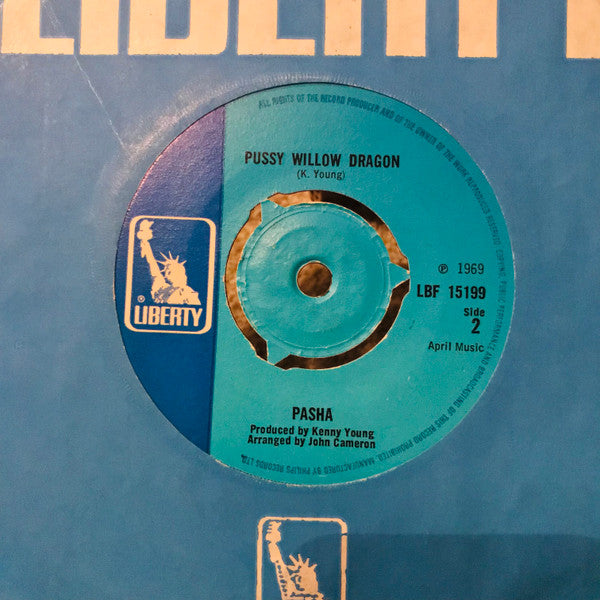 LIBERTY
ALL RIGHTS OF THE RECORD PRODUCER AND OF THE OWNER OF THE WORK REPRODUCED RESERVED. COPYING, PUBLIC PERFORMANCE AND BROADCASTING OF THIS RECORD PROHIBITED. MANUFACTURED BY PHILIPS RECORDS LTD.
PUSSY WILLOW DRAGON
(K. Young)
℗ 1969
LBF 15199
Side
2
April Music
®
LIBERTY
PASHA
Produced by Kenny Young
Arranged by John Cameron